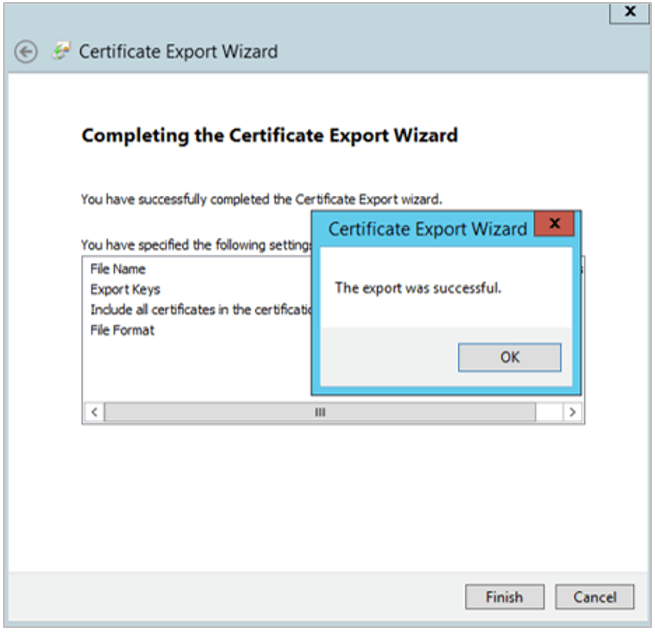 Certificate Export Wizard
Completing the Certificate Export Wizard
You have successfully completed the Certificate Export wizard.
You have specified the following
File Name
Export Keys
Include all certificates in the
File Format
Certificate Export Wizard
The export was successful.
OK
Finish
Cancel